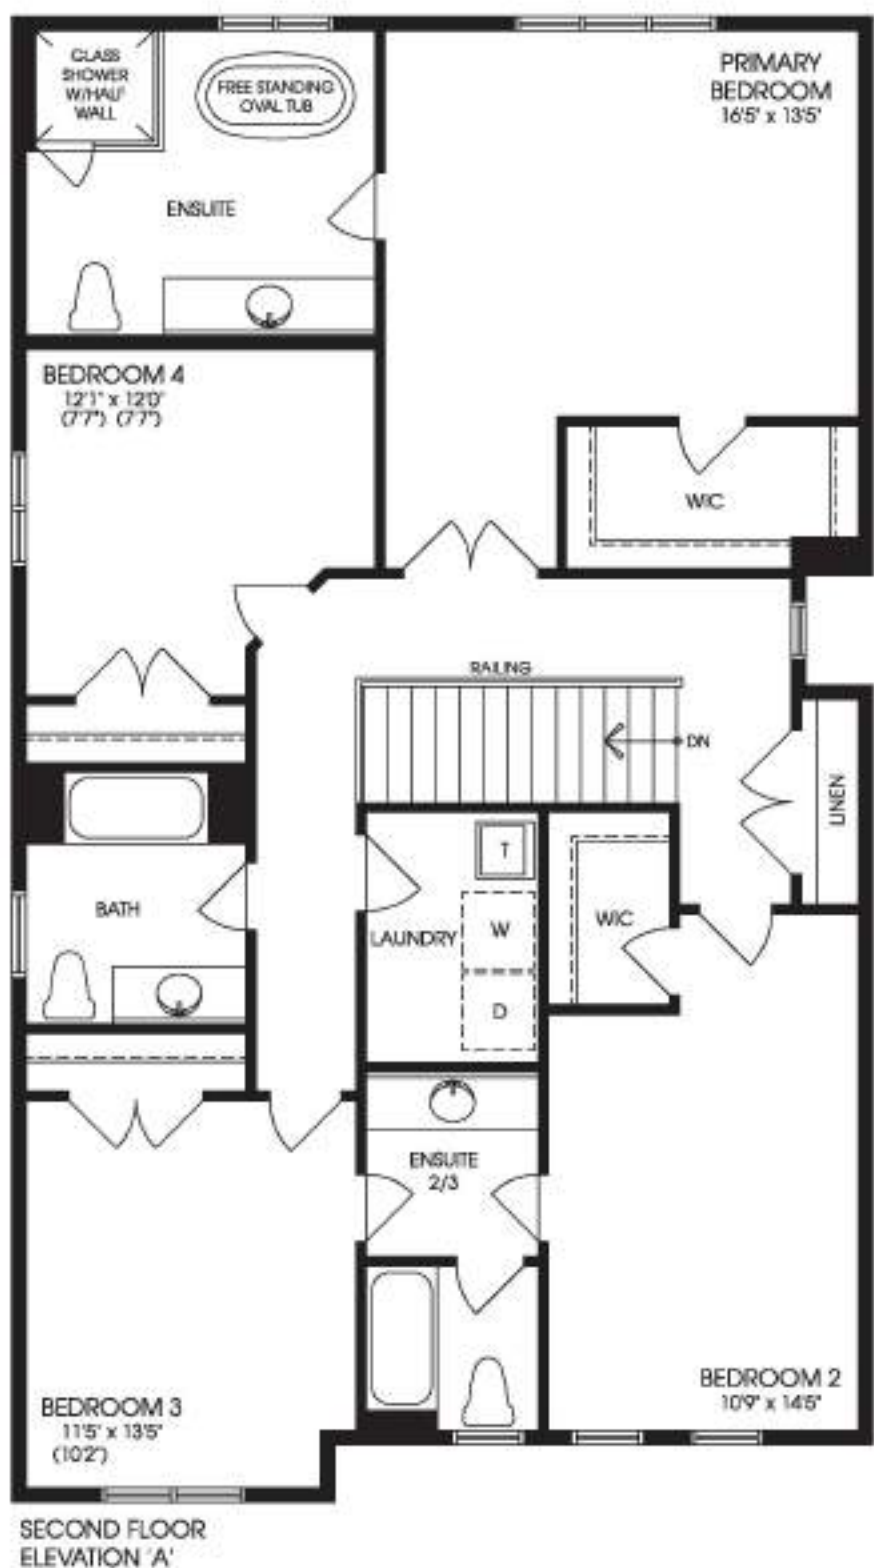 GLASS
SHOWER
W/HALF
WALL
FREE STANDING
OVAL TUB
PRIMARY
BEDROOM
16'5" x 13'5"
ENSUITE
BEDROOM 4
12'1" x 12'0"
(7'7") (7'7")
WIC
RAILING
DN
LINEN
T
BATH
LAUNDRY
W
WIC
D
ENSUITE
2/3
BEDROOM 2
10'9" x 14'5"
BEDROOM 3
11'5" x 13'5"
(10'2")
SECOND FLOOR
ELEVATION 'A'